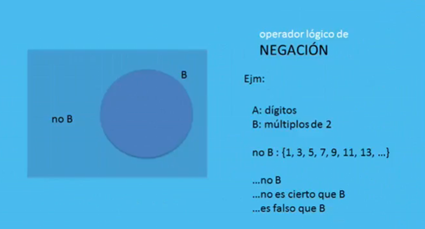 operador lógico de
NEGACIÓN
B
no B
Ejm:
A: dígitos
B: múltiplos de 2
no B : {1, 3, 5, 7, 9, 11, 13, ...}
...no B
...no es cierto que B
...es falso que B